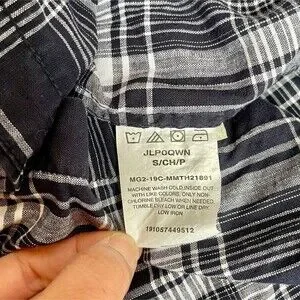 JLP0QWN
S/CH/P
MG2-19C-MMTH21891
MACHINE WASH COLD INSIDE OUT
WITH LIKE COLORS. ONLY NON-
CHLORINE BLEACH WHEN NEEDED.
TUMBLE DRY LOW OR LINE DRY.
LOW IRON
191057449512